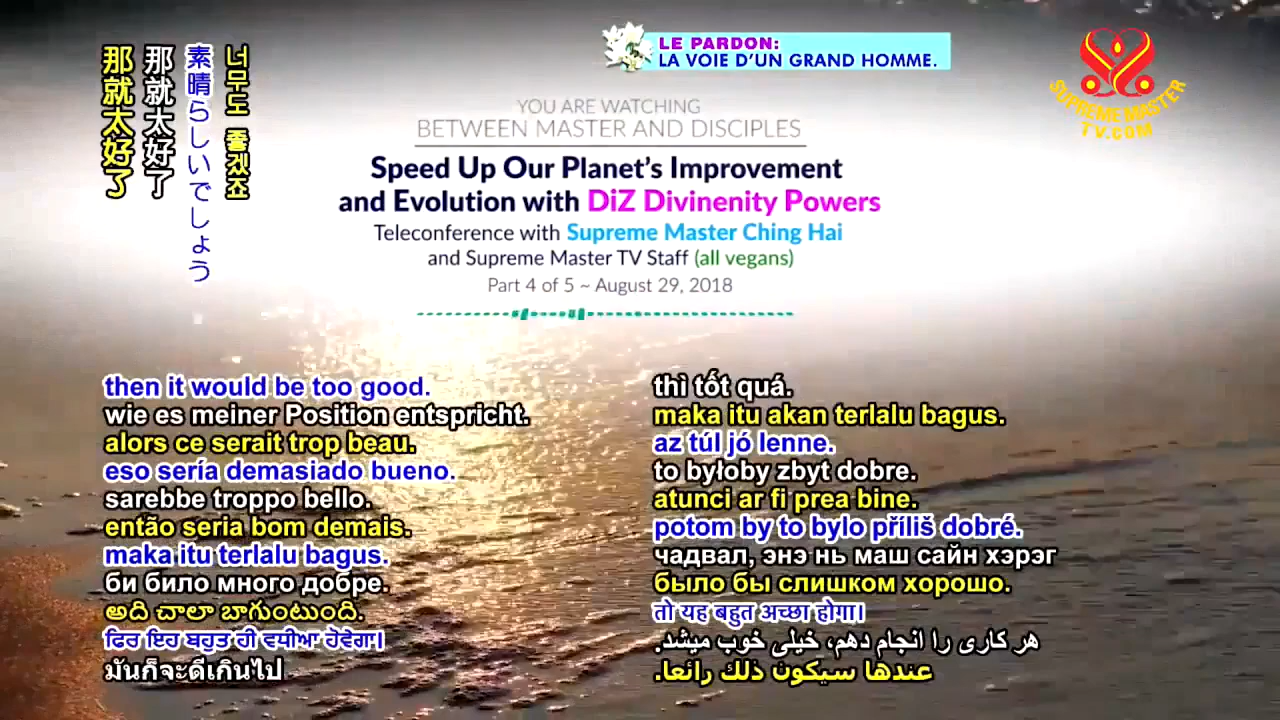 LE PARDON:
LA VOIE D'UN GRAND HOMME.
SUPREME MASTER
TV.COM
那就太好了
那就太好了
素晴らしいでしょう
너무도 좋겠죠
YOU ARE WATCHING
BETWEEN MASTER AND DISCIPLES
Speed Up Our Planet's Improvement
and Evolution with DiZ Divinenity Powers
Teleconference with Supreme Master Ching Hai
and Supreme Master TV Staff (all vegans)
Part 4 of 5 ~ August 29, 2018
then it would be too good.
wie es meiner Position entspricht.
alors ce serait trop beau.
eso sería demasiado bueno.
sarebbe troppo bello.
então seria bom demais.
maka itu terlalu bagus.
би било много добре.
అది చాలా బాగుంటుంది.
ਫਿਰ ਇਹ ਬਹੁਤ ਹੀ ਵਧੀਆ ਹੋਵੇਗਾ।
มันก็จะดีเกินไป
thì tốt quá.
maka itu akan terlalu bagus.
az túl jó lenne.
to byłoby zbyt dobre.
atunci ar fi prea bine.
potom by to bylo příliš dobré.
чадвал, энэ нь маш сайн хэрэг
было бы слишком хорошо.
तो यह बहुत अच्छा होगा।
هر کاری را انجام دهم، خیلی خوب میشد.
عندها سيكون ذلك رائعا.